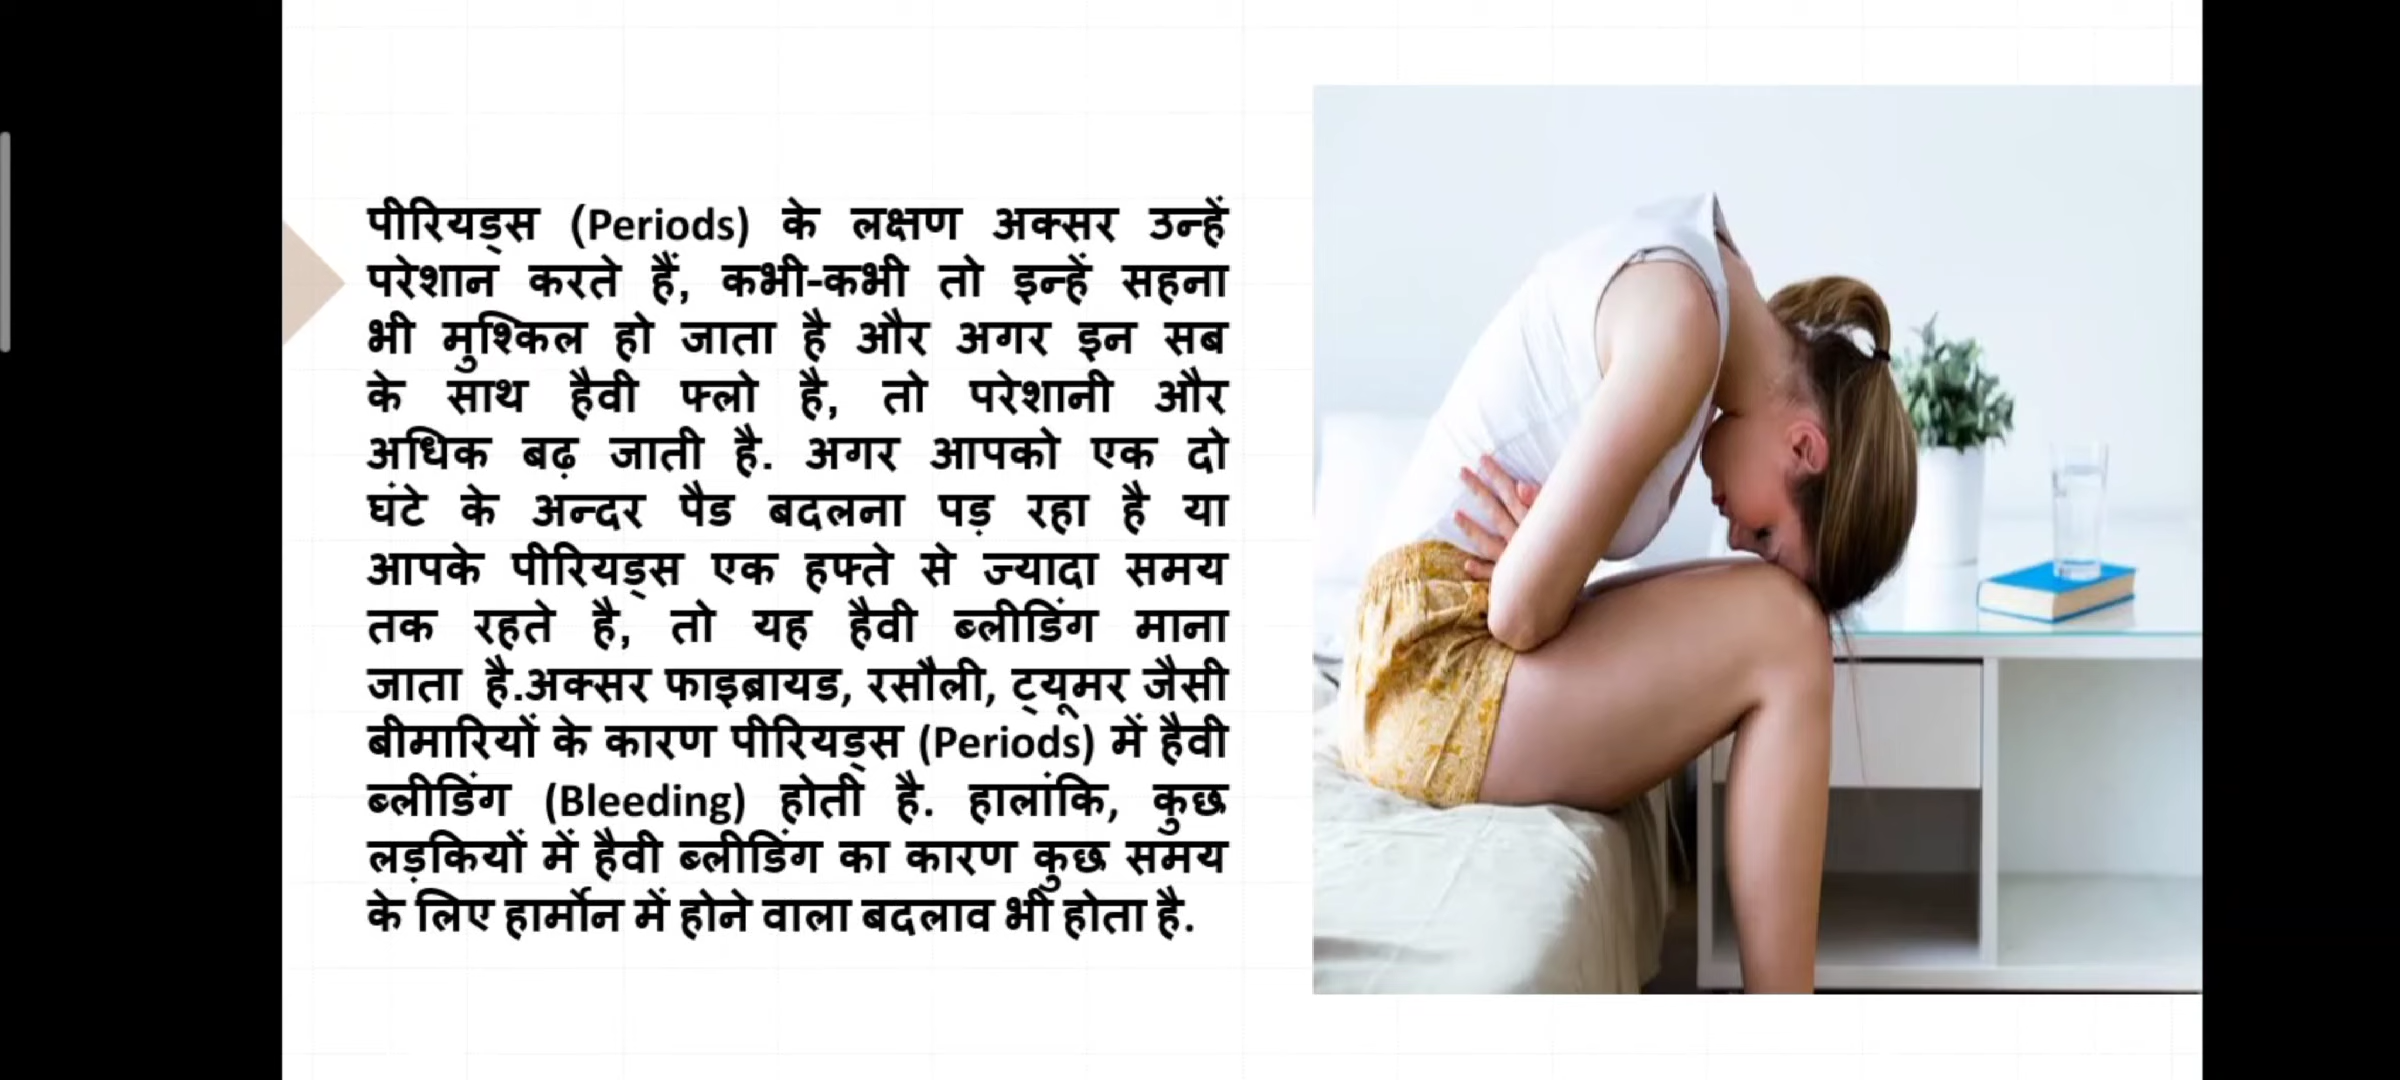 पीरियड्स (Periods) के लक्षण अक्सर उन्हें
परेशान करते हैं, कभी-कभी तो इन्हें सहना
भी मुश्किल हो जाता है और अगर इन सब
के साथ हैवी फ्लो है, तो परेशानी और
अधिक बढ़ जाती है. अगर आपको एक दो
घंटे के अन्दर पैड बदलना पड़ रहा है या
आपके पीरियड्स एक हफ्ते से ज्यादा समय
तक रहते है, तो यह हैवी ब्लीडिंग माना
जाता है.अक्सर फाइब्रायड, रसौली, ट्यूमर जैसी
बीमारियों के कारण पीरियड्स (Periods) में हैवी
ब्लीडिंग (Bleeding) होती है. हालांकि, कुछ
लड़कियों में हैवी ब्लीडिंग का कारण कुछ समय
के लिए हार्मोन में होने वाला बदलाव भी होता है.